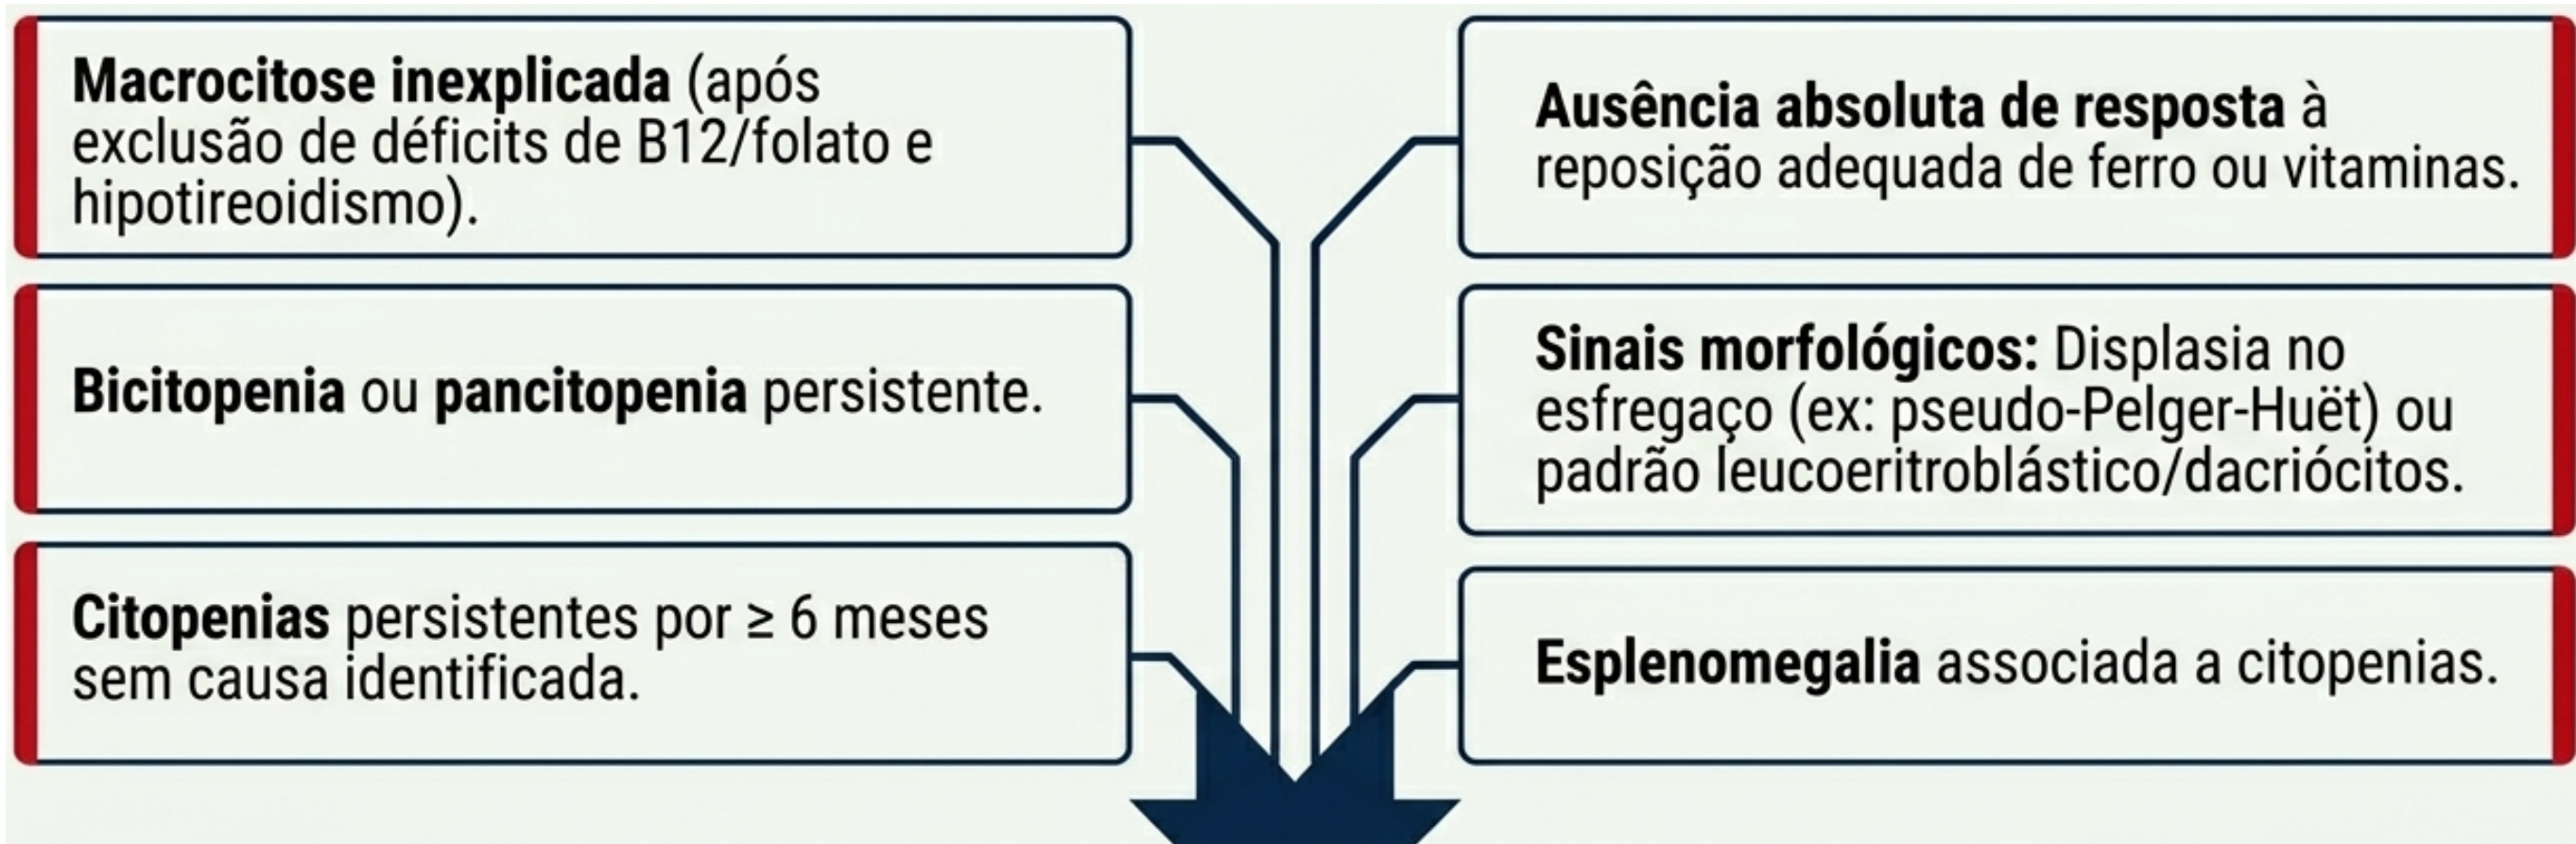 Macrocitose inexplicada (após
exclusão de déficits de B12/folato e
hipotireoidismo).
Bicitopenia ou pancitopenia persistente.
Citopenias persistentes por ≥ 6 meses
sem causa identificada.
Ausência absoluta de resposta à
reposição adequada de ferro ou vitaminas.
Sinais morfológicos: Displasia no
esfregaço (ex: pseudo-Pelger-Huët) ou
padrão leucoeritroblástico/dacriócitos.
Esplenomegalia associada a citopenias.